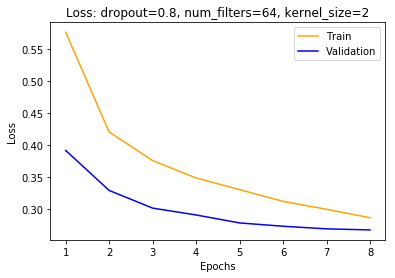 Loss: dropout=0.8, num_filters=64, kernel_size=2
Train
Validation
Loss
0.55
0.50
0.45
0.40
0.35
0.30
1 2 3 4 5 6 7 8
Epochs